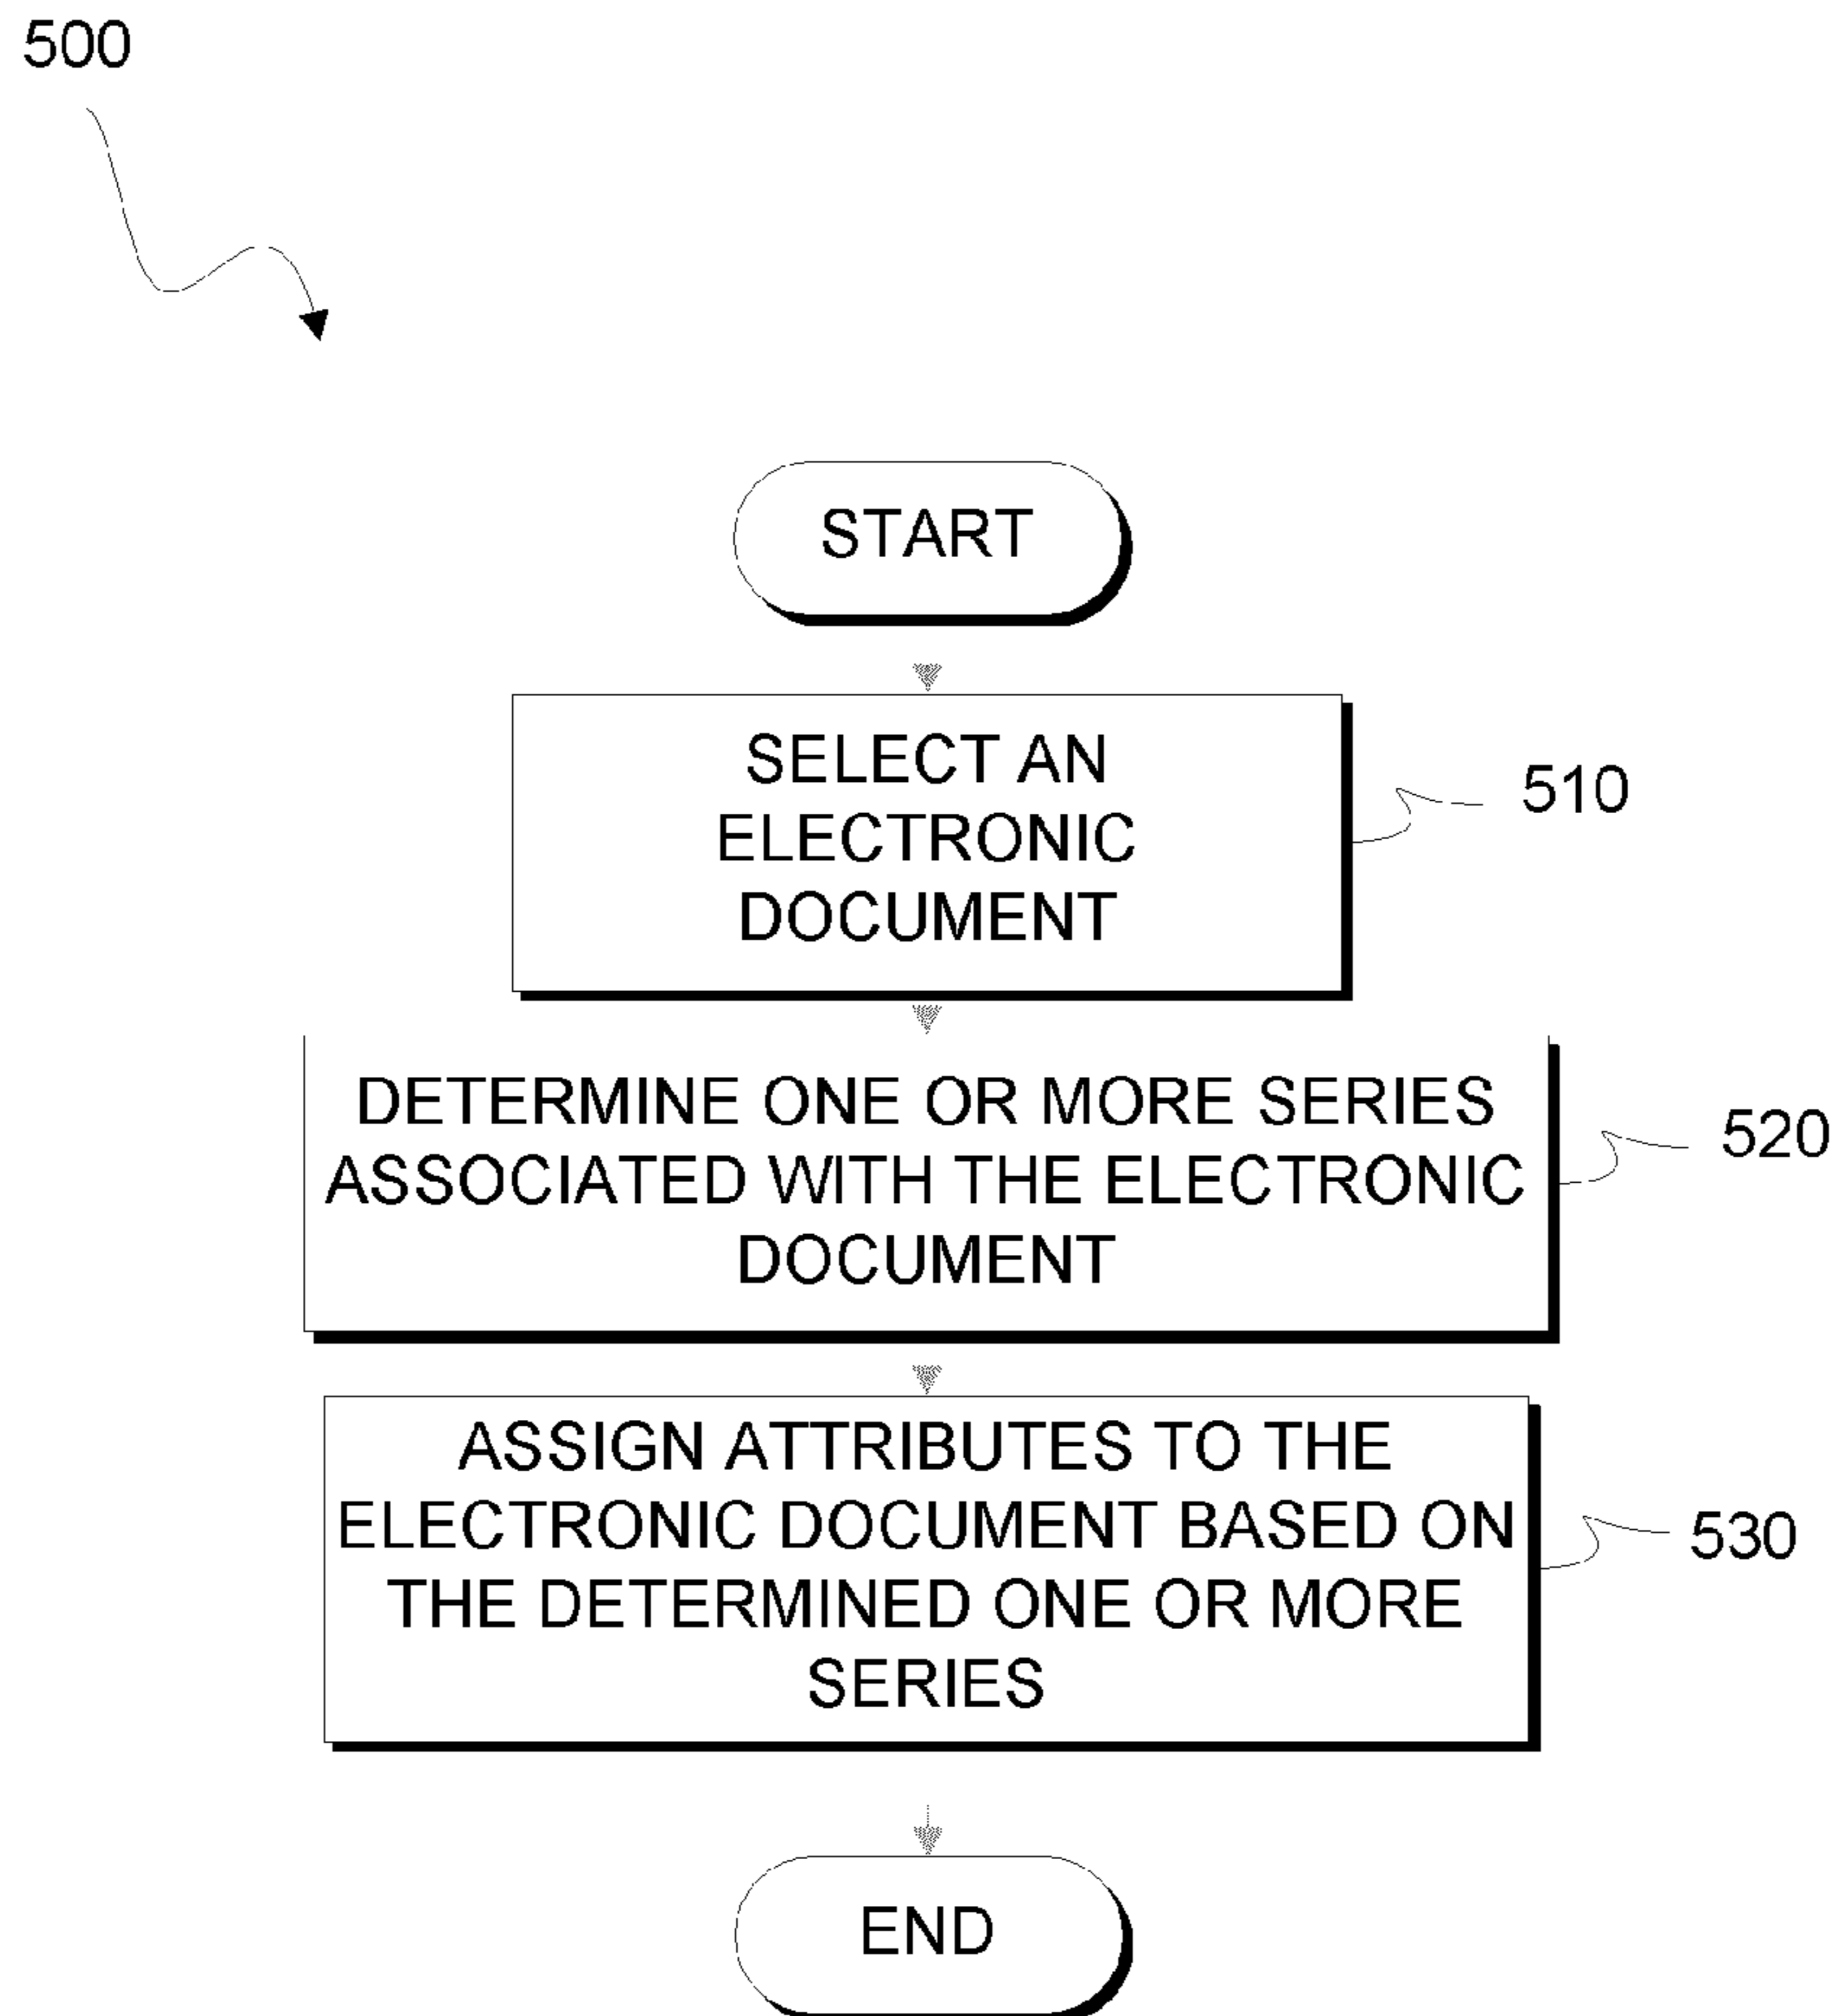 500
START
SELECT AN
ELECTRONIC
DOCUMENT
510
DETERMINE ONE OR MORE SERIES
ASSOCIATED WITH THE ELECTRONIC
DOCUMENT
520
ASSIGN ATTRIBUTES TO THE
ELECTRONIC DOCUMENT BASED ON
THE DETERMINED ONE OR MORE
SERIES
530
END